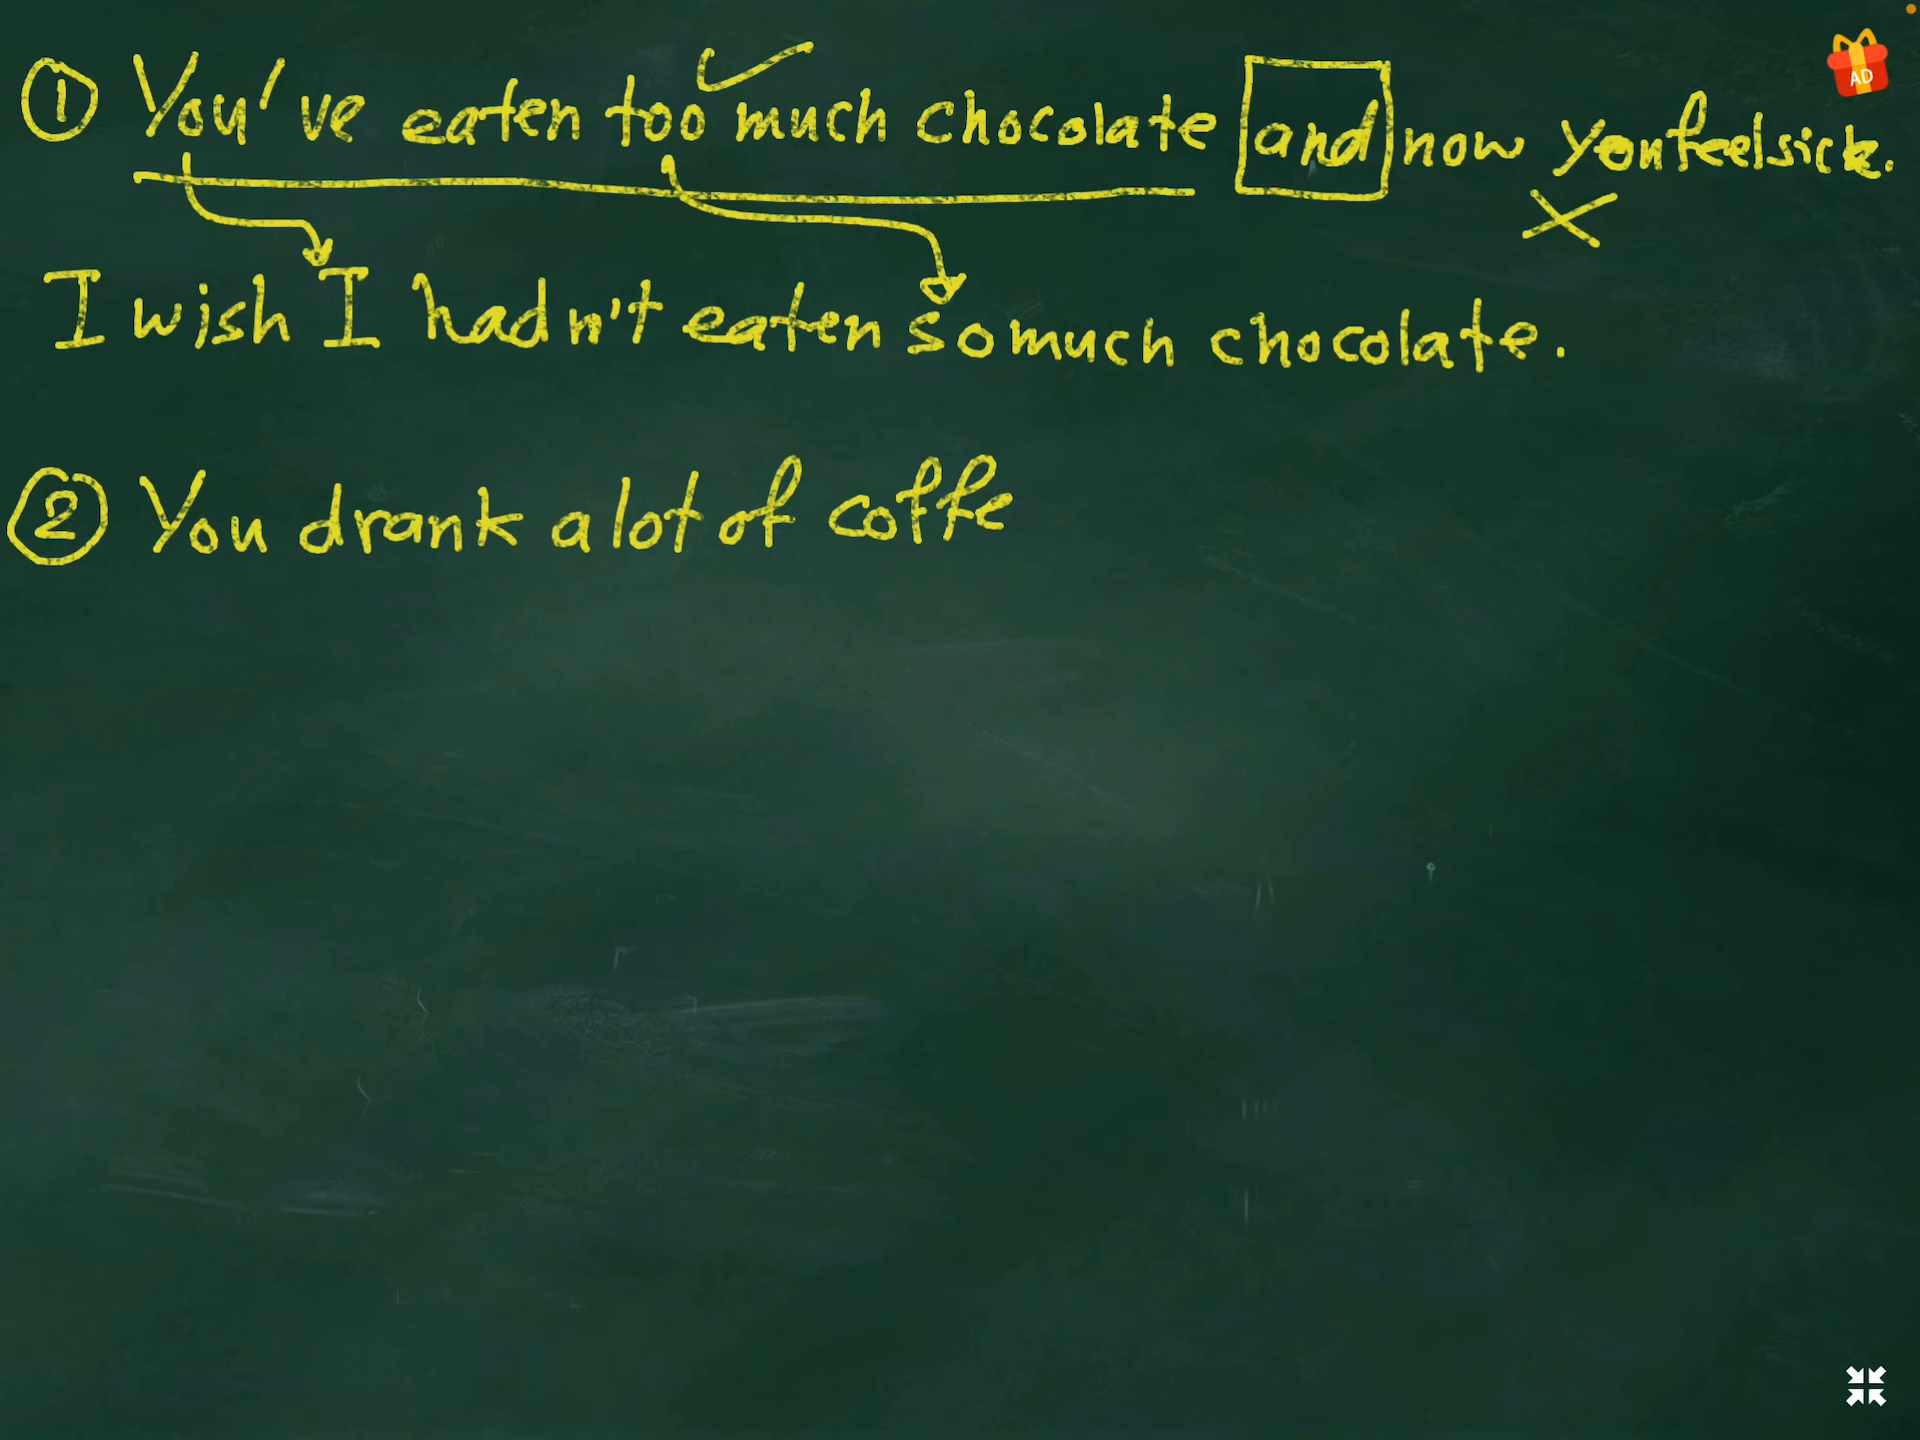 ① You've eaten too much chocolate and now you feel sick.
I wish I hadn't eaten so much chocolate.
② You drank a lot of coffe
AD